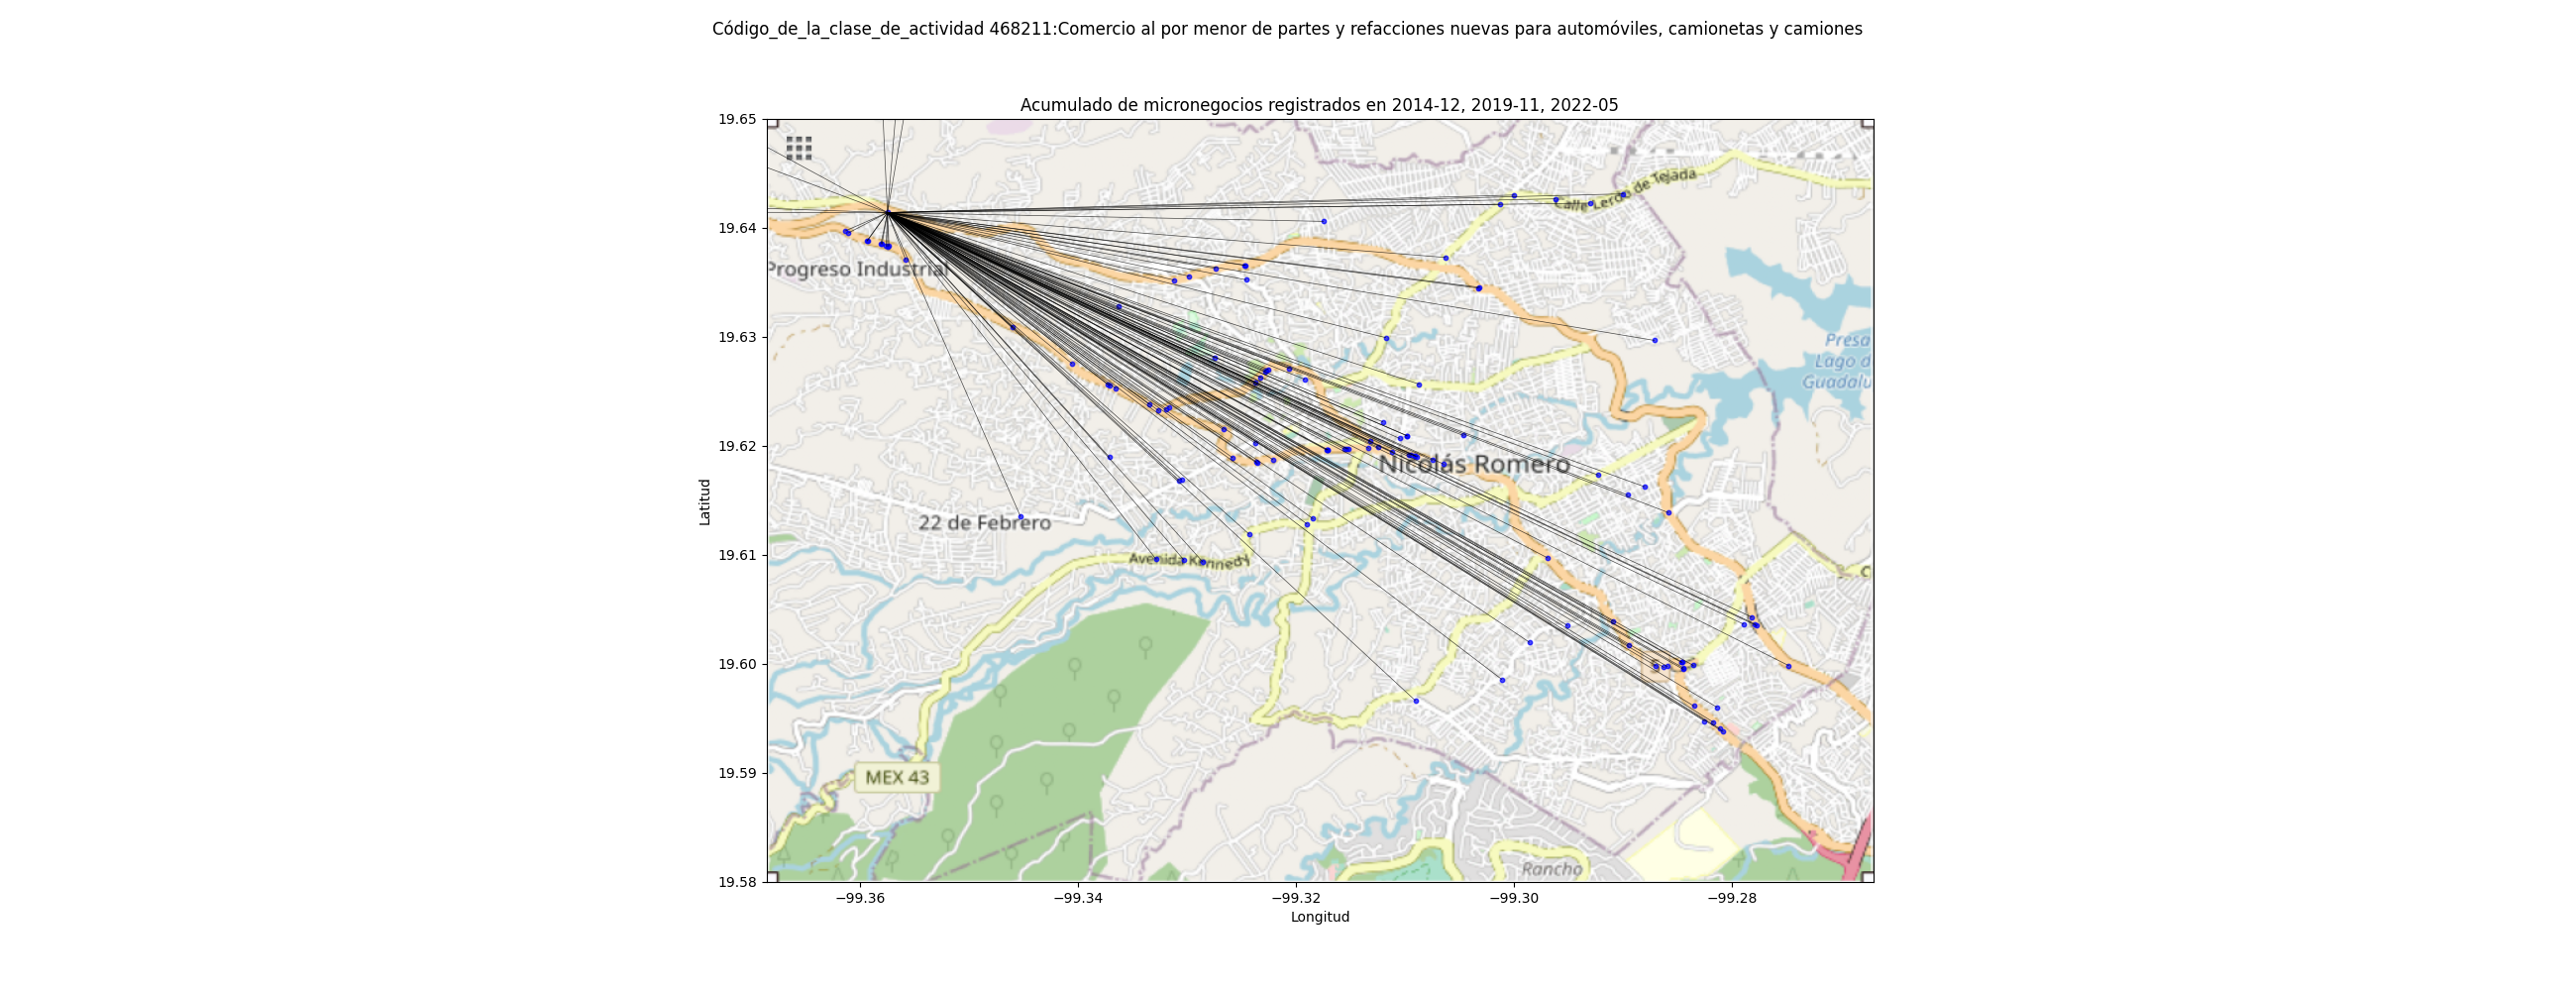 Código_de_la_clase_de_actividad 468211:Comercio al por menor de partes y refacciones nuevas para automóviles, camionetas y camiones
Acumulado de micronegocios registrados en 2014-12, 2019-11, 2022-05
19.65
19.64
19.63
19.62
19.61
19.60
19.59
19.58
Latitud
Calle Lerdo de Tejada
Progreso Industrial
Presa
Lago d
Guadalu
Nicolás Romero
22 de Febrero
Avenida Kennedy
MEX 43
Rancho
−99.36
−99.34
−99.32
−99.30
−99.28
Longitud